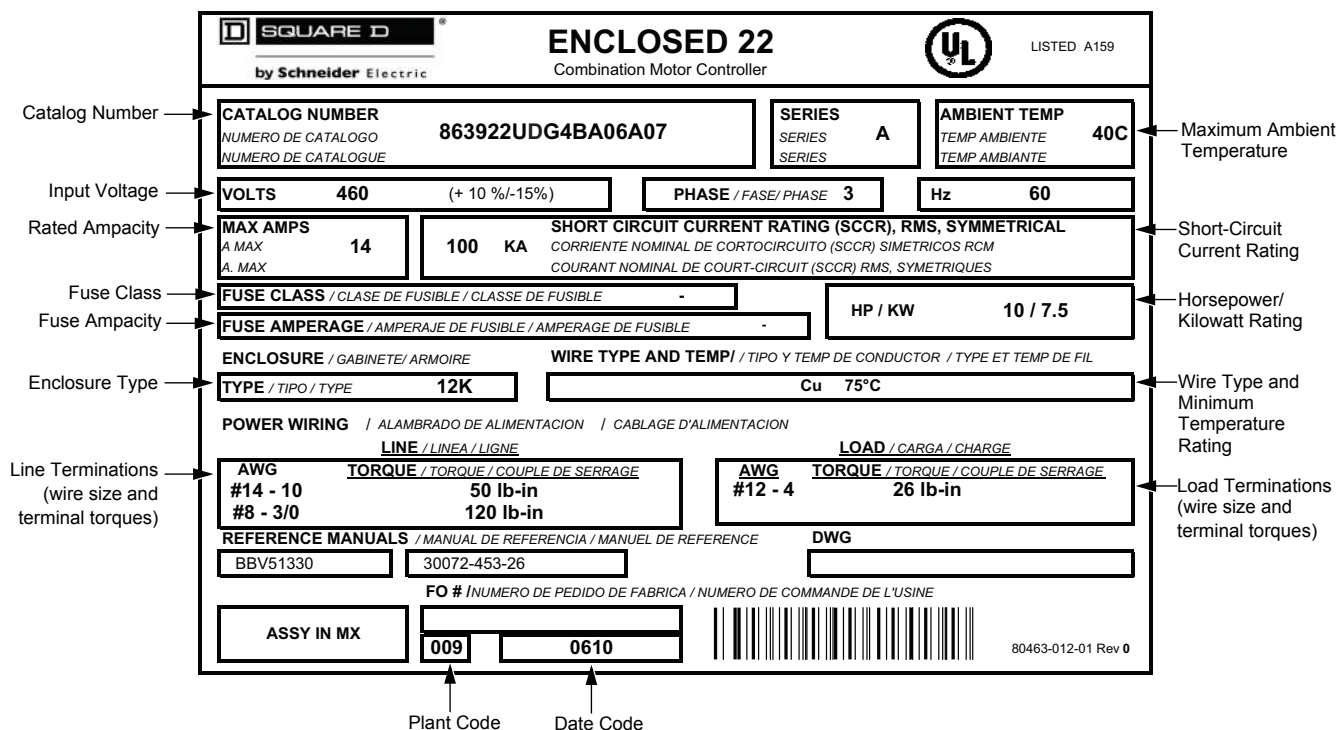 SQUARE D ®
by Schneider Electric
ENCLOSED 22
Combination Motor Controller
UL ®
LISTED A159
Catalog Number
CATALOG NUMBER
NUMERO DE CATALOGO
NUMERO DE CATALOGUE
863922UDG4BA06A07
SERIES
SERIES
SERIES
A
AMBIENT TEMP
TEMP AMBIENTE
TEMP AMBIANTE
40C
Maximum Ambient
Temperature
Input Voltage
VOLTS 460 (+ 10 %/-15%)
PHASE / FASE/ PHASE 3
Hz 60
Rated Ampacity
MAX AMPS
A MAX
A. MAX
14
100 KA
SHORT CIRCUIT CURRENT RATING (SCCR), RMS, SYMMETRICAL
CORRIENTE NOMINAL DE CORTOCIRCUITO (SCCR) SIMETRICOS RCM
COURANT NOMINAL DE COURT-CIRCUIT (SCCR) RMS, SYMETRIQUES
Short-Circuit
Current Rating
Fuse Class
FUSE CLASS / CLASE DE FUSIBLE / CLASSE DE FUSIBLE -
Fuse Ampacity
FUSE AMPERAGE / AMPERAJE DE FUSIBLE / AMPERAGE DE FUSIBLE -
HP / KW 10 / 7.5
Horsepower/
Kilowatt Rating
ENCLOSURE / GABINETE/ ARMOIRE
WIRE TYPE AND TEMP/ / TIPO Y TEMP DE CONDUCTOR / TYPE ET TEMP DE FIL
Enclosure Type
TYPE / TIPO / TYPE 12K
Cu 75°C
Wire Type and
Minimum
Temperature
Rating
POWER WIRING / ALAMBRADO DE ALIMENTACION / CABLAGE D'ALIMENTACION
LINE / LINEA / LIGNE
LOAD / CARGA / CHARGE
Line Terminations
(wire size and
terminal torques)
AWG TORQUE / TORQUE / COUPLE DE SERRAGE
#14 - 10 50 lb-in
#8 - 3/0 120 lb-in
AWG TORQUE / TORQUE / COUPLE DE SERRAGE
#12 - 4 26 lb-in
Load Terminations
(wire size and
terminal torques)
REFERENCE MANUALS / MANUAL DE REFERENCIA / MANUEL DE REFERENCE
DWG
BBV51330
30072-453-26
FO # /NUMERO DE PEDIDO DE FABRICA / NUMERO DE COMMANDE DE L'USINE
ASSY IN MX
009
0610
80463-012-01 Rev 0
Plant Code
Date Code